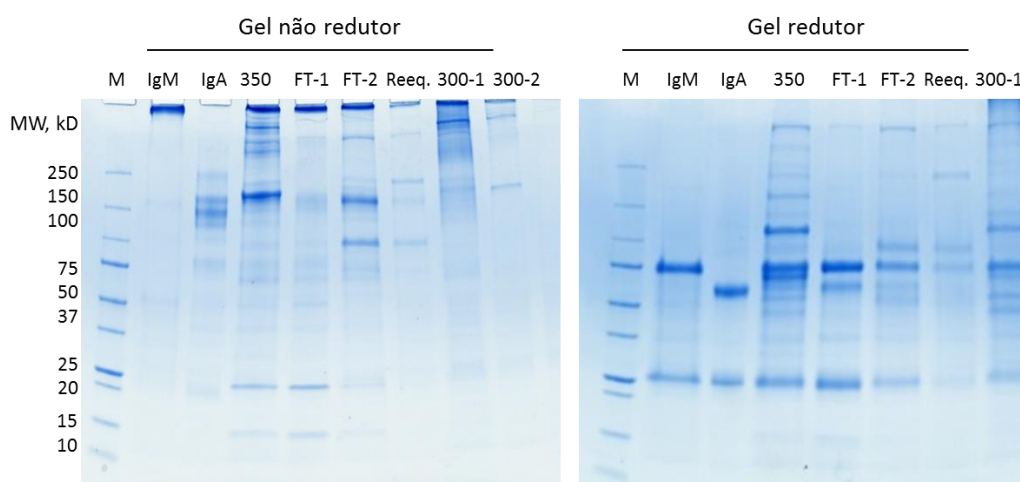 Gel não redutor
Gel redutor
M IgM IgA 350 FT-1 FT-2 Reeq. 300-1 300-2
M IgM IgA 350 FT-1 FT-2 Reeq. 300-1
MW, kD
250
150
100
75
50
37
25
20
15
10